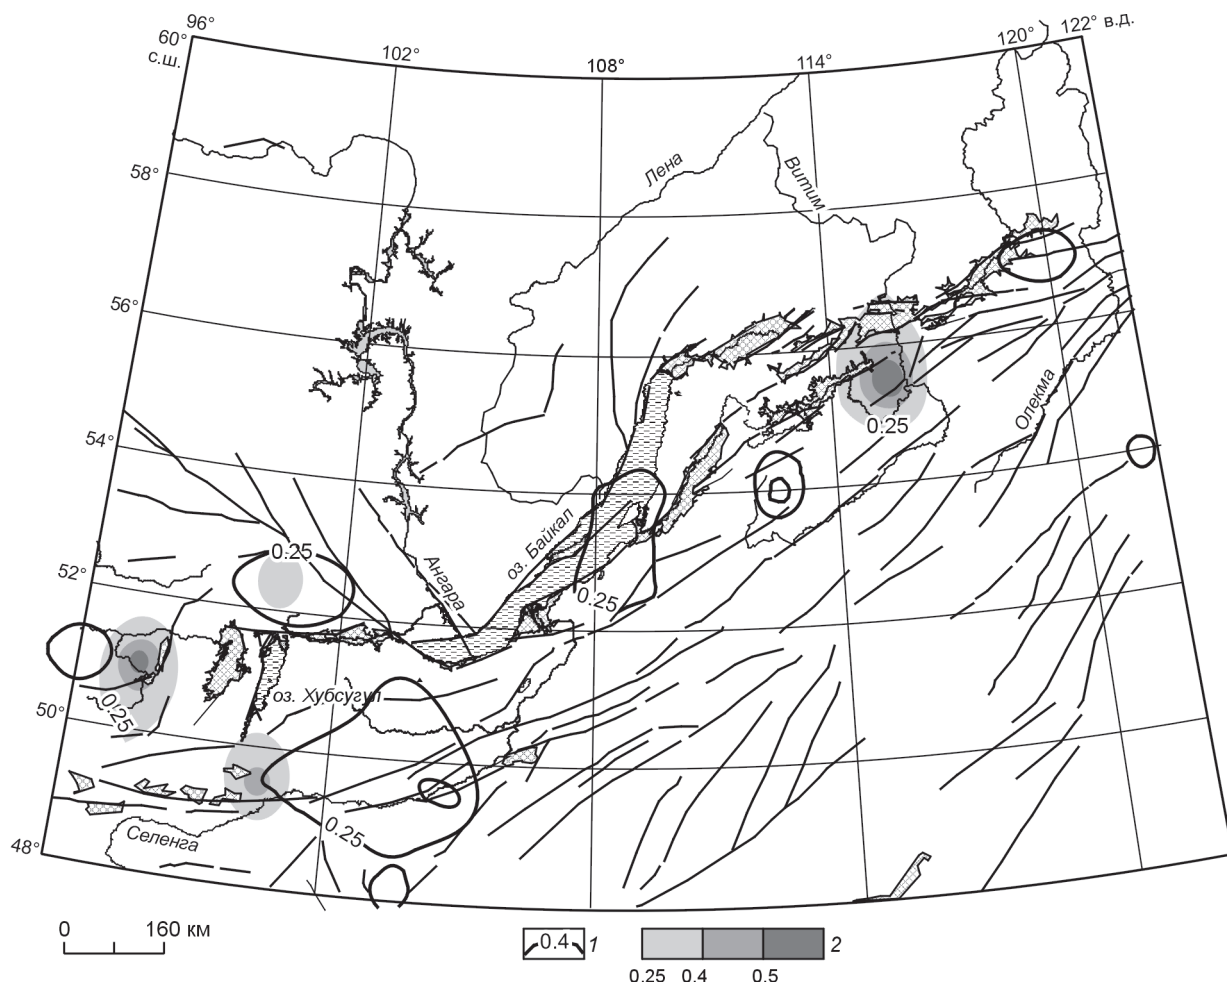 96°
60°
с.ш.
102°
108°
114°
120°
122° в.д.
58°
Лена
Витим
56°
Олекма
0.25
54°
оз. Байкал
Ангара
0.25
52°
0.25
оз. Хубсугул
0.25
50°
0.25
Селенга
48°
0 160 км
0.4 1
2
0.25 0.4 0.5